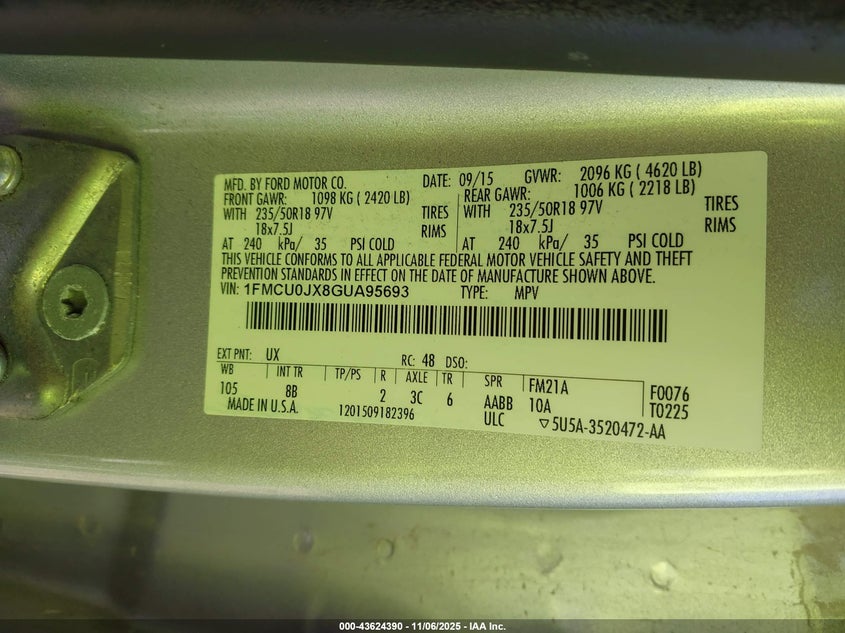 MFD. BY FORD MOTOR CO. DATE: 09/15 GVWR: 2096 KG ( 4620 LB)
FRONT GAWR: 1098 KG ( 2420 LB) REAR GAWR: 1006 KG ( 2218 LB)
WITH 235/50R18 97V TIRES WITH 235/50R18 97V TIRES
18x7.5J RIMS 18x7.5J RIMS
AT 240 kPa/ 35 PSI COLD AT 240 kPa/ 35 PSI COLD
THIS VEHICLE CONFORMS TO ALL APPLICABLE FEDERAL MOTOR VEHICLE SAFETY AND THEFT
PREVENTION STANDARDS IN EFFECT ON THE DATE OF MANUFACTURE SHOWN ABOVE.
VIN: 1FMCU0JX8GUA95693 TYPE: MPV
EXT PNT: UX RC: 48 DSO:
WB INT TR TP/PS R AXLE TR SPR FM21A F0076
105 8B 2 3C 6 AABB 10A T0225
MADE IN U.S.A. 1201509182396 ULC ▽5U5A-3520472-AA
000-43624390 - 11/06/2025 - IAA Inc.